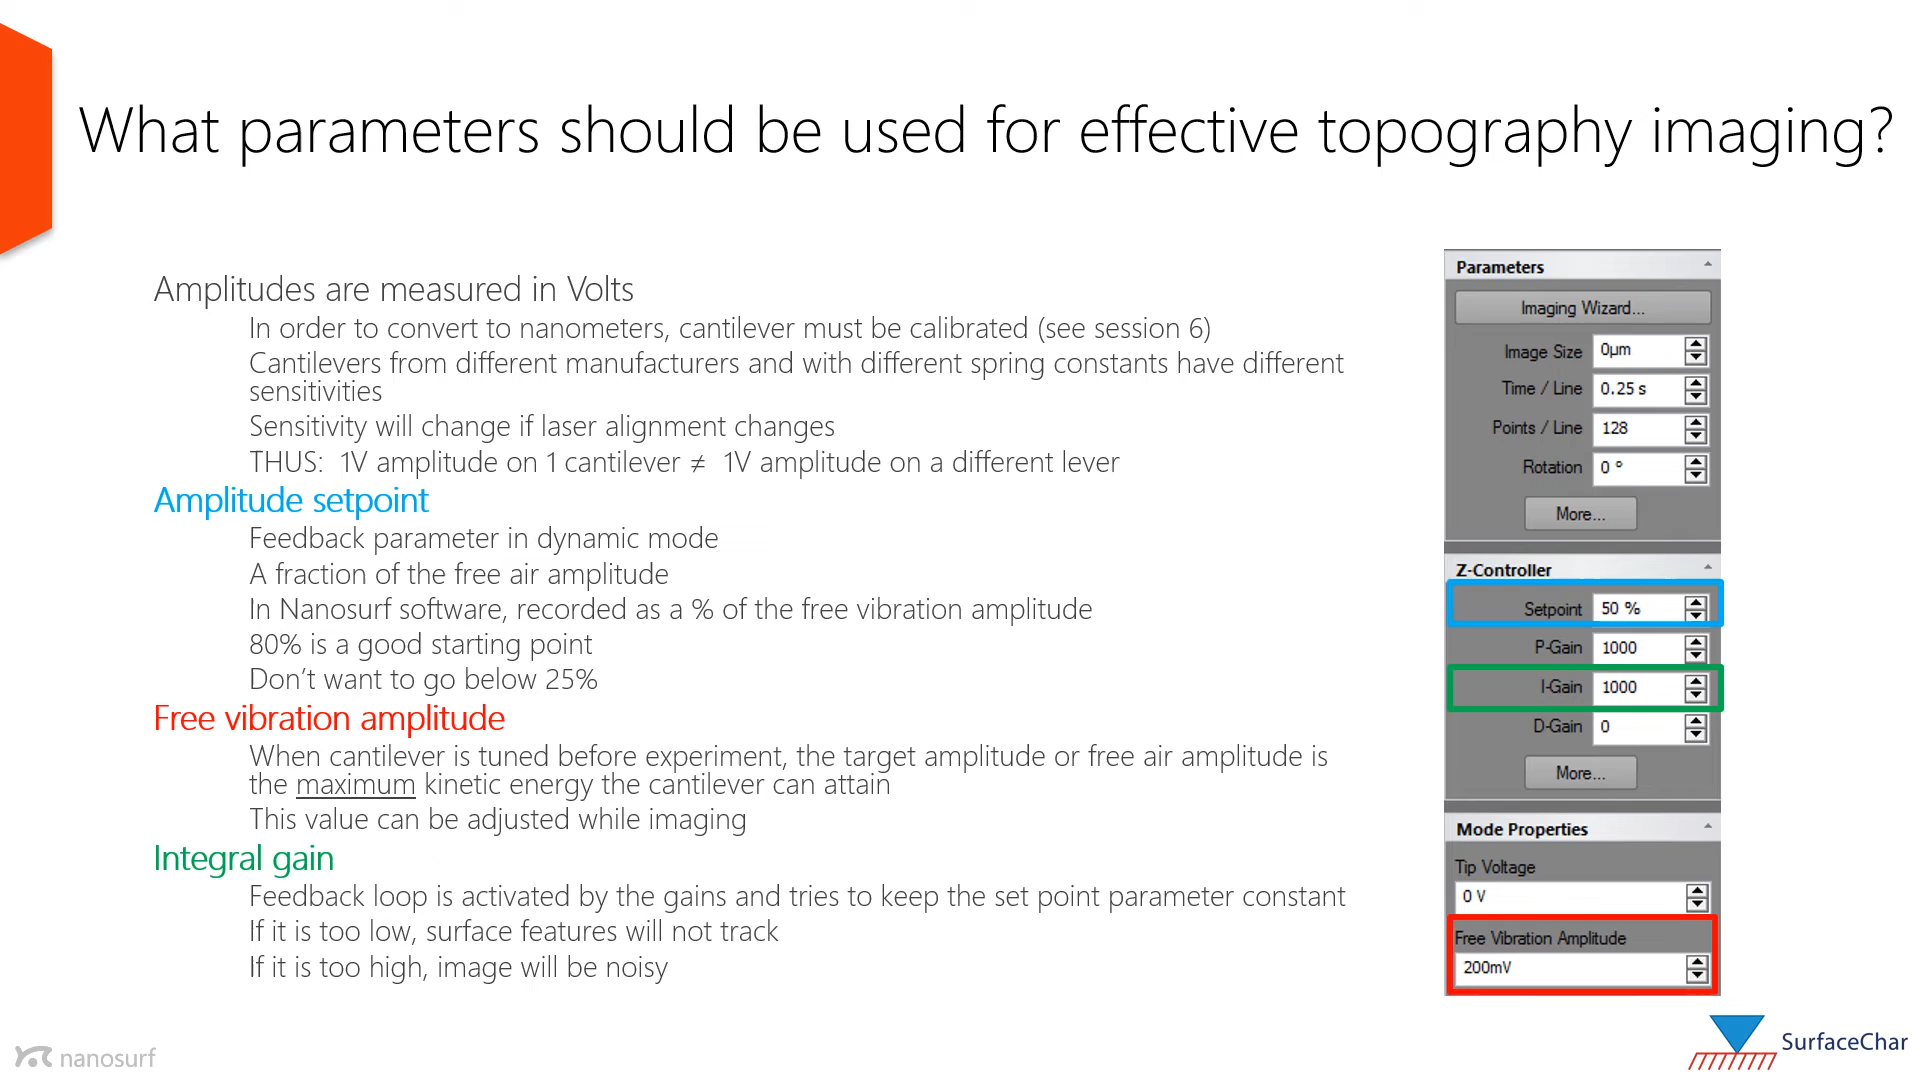 What parameters should be used for effective topography imaging?
Amplitudes are measured in Volts
In order to convert to nanometers, cantilever must be calibrated (see session 6)
Cantilevers from different manufacturers and with different spring constants have different
sensitivities
Sensitivity will change if laser alignment changes
THUS:  1V amplitude on 1 cantilever ≠  1V amplitude on a different lever
Amplitude setpoint
Feedback parameter in dynamic mode
A fraction of the free air amplitude
In Nanosurf software, recorded as a % of the free vibration amplitude
80% is a good starting point
Don’t want to go below 25%
Free vibration amplitude
When cantilever is tuned before experiment, the target amplitude or free air amplitude is
the maximum kinetic energy the cantilever can attain
This value can be adjusted while imaging
Integral gain
Feedback loop is activated by the gains and tries to keep the set point parameter constant
If it is too low, surface features will not track
If it is too high, image will be noisy
Parameters
Imaging Wizard...
Image Size 0µm
Time / Line 0.25 s
Points / Line 128
Rotation 0 °
More...
Z-Controller
Setpoint 50 %
P-Gain 1000
I-Gain 1000
D-Gain 0
More...
Mode Properties
Tip Voltage
0 V
Free Vibration Amplitude
200mV
nanosurf
SurfaceChar